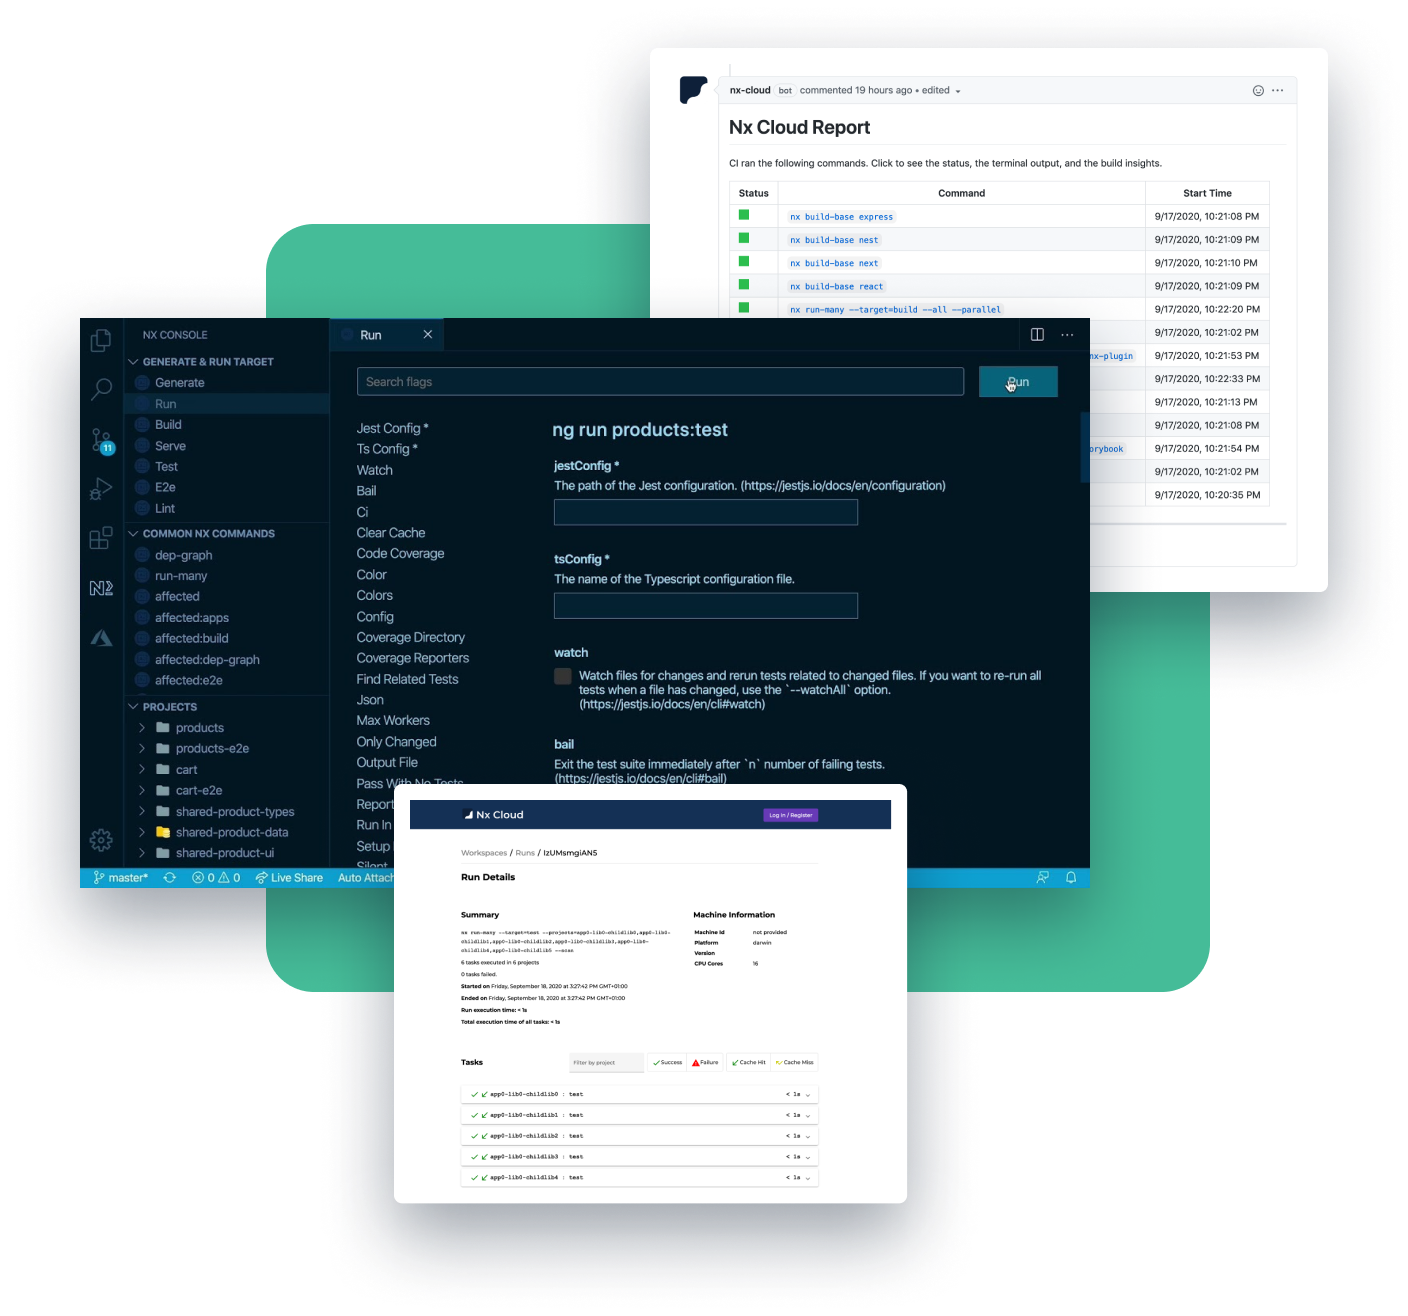 nx-cloud bot commented 19 hours ago • edited
Nx Cloud Report
CI ran the following commands. Click to see the status, the terminal output, and the build insights.
Status Command Start Time
nx build-base express 9/17/2020, 10:21:08 PM
nx build-base nest 9/17/2020, 10:21:09 PM
nx build-base next 9/17/2020, 10:21:10 PM
nx build-base react 9/17/2020, 10:21:09 PM
nx run-many --target=build --all --parallel 9/17/2020, 10:22:20 PM
9/17/2020, 10:21:02 PM
nx-plugin 9/17/2020, 10:21:53 PM
9/17/2020, 10:22:33 PM
9/17/2020, 10:21:13 PM
9/17/2020, 10:21:08 PM
orybook 9/17/2020, 10:21:54 PM
9/17/2020, 10:21:02 PM
9/17/2020, 10:20:35 PM
NX CONSOLE
GENERATE & RUN TARGET
Generate
Run
Build
Serve
Test
E2e
Lint
11
COMMON NX COMMANDS
dep-graph
run-many
affected
affected:apps
affected:build
affected:dep-graph
affected:e2e
PROJECTS
products
products-e2e
cart
cart-e2e
shared-product-types
shared-product-data
shared-product-ui
Run
Search flags
Run
Jest Config *
Ts Config *
Watch
Bail
Ci
Clear Cache
Code Coverage
Color
Colors
Config
Coverage Directory
Coverage Reporters
Find Related Tests
Json
Max Workers
Only Changed
Output File
Pass With No Tests
Report
Run In
Setup
Silent
ng run products:test
jestConfig *
The path of the Jest configuration. (https://jestjs.io/docs/en/configuration)
tsConfig *
The name of the Typescript configuration file.
watch
Watch files for changes and rerun tests related to changed files. If you want to re-run all
tests when a file has changed, use the `--watchAll` option.
(https://jestjs.io/docs/en/cli#watch)
bail
Exit the test suite immediately after `n` number of failing tests.
(https://jestjs.io/docs/en/cli#bail)
master* 0 0 Live Share Auto Attach
Nx Cloud Log in / Register
Workspaces / Runs / IzUMsmgiAN5
Run Details
Summary
nx run-many --target=test --projects=app0-lib0-childlib0,app0-lib0-
childlib1,app0-lib0-childlib2,app0-lib0-childlib3,app0-lib0-
childlib4,app0-lib0-childlib5 --scan
6 tasks executed in 6 projects
0 tasks failed.
Started on Friday, September 18, 2020 at 3:27:42 PM GMT+01:00
Ended on Friday, September 18, 2020 at 3:27:42 PM GMT+01:00
Run execution time: < 1s
Total execution time of all tasks: < 1s
Machine Information
Machine Id not provided
Platform darwin
Version
CPU Cores 16
Tasks Filter by project Success Failure Cache Hit Cache Miss
app0-lib0-childlib0 : test < 1s
app0-lib0-childlib1 : test < 1s
app0-lib0-childlib2 : test < 1s
app0-lib0-childlib3 : test < 1s
app0-lib0-childlib4 : test < 1s